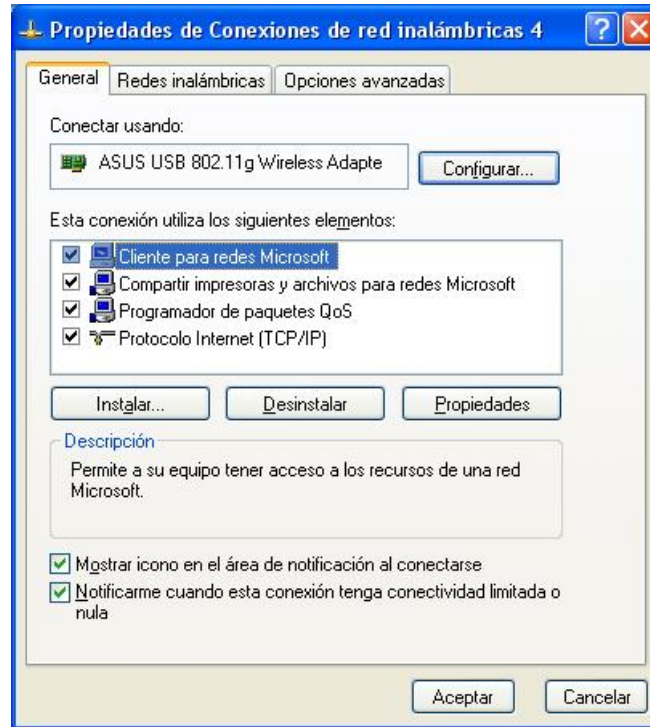 Propiedades de Conexiones de red inalámbricas 4
General Redes inalámbricas Opciones avanzadas
Conectar usando:
ASUS USB 802.11g Wireless Adapte Configurar...
Esta conexión utiliza los siguientes elementos:
Cliente para redes Microsoft
Compartir impresoras y archivos para redes Microsoft
Programador de paquetes QoS
Protocolo Internet (TCP/IP)
Instalar... Desinstalar Propiedades
Descripción
Permite a su equipo tener acceso a los recursos de una red
Microsoft.
Mostrar icono en el área de notificación al conectarse
Notificarme cuando esta conexión tenga conectividad limitada o
nula
Aceptar Cancelar